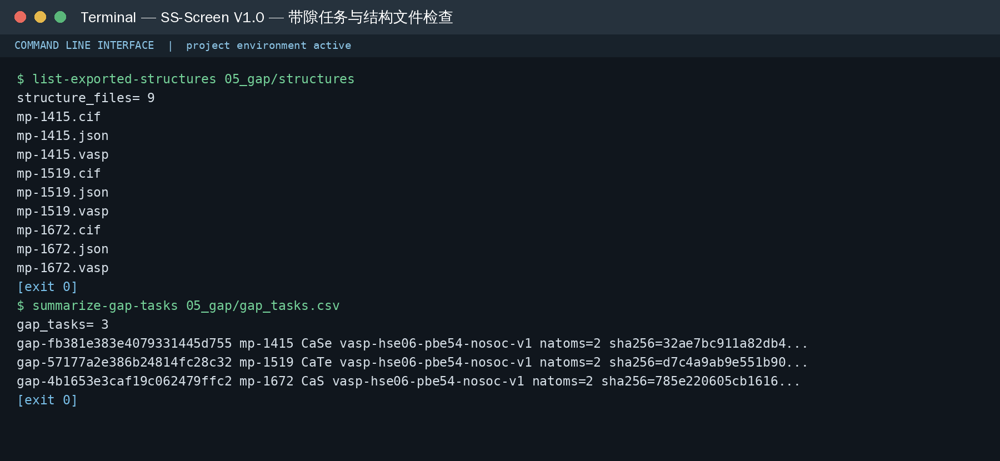 Terminal — SS-Screen V1.0 — 带隙任务与结构文件检查
COMMAND LINE INTERFACE | project environment active
$ list-exported-structures 05_gap/structures
structure_files= 9
mp-1415.cif
mp-1415.json
mp-1415.vasp
mp-1519.cif
mp-1519.json
mp-1519.vasp
mp-1672.cif
mp-1672.json
mp-1672.vasp
[exit 0]
$ summarize-gap-tasks 05_gap/gap_tasks.csv
gap_tasks= 3
gap-fb381e383e4079331445d755 mp-1415 CaSe vasp-hse06-pbe54-nosoc-v1 natoms=2 sha256=32ae7bc911a82db4...
gap-57177a2e386b24814fc28c32 mp-1519 CaTe vasp-hse06-pbe54-nosoc-v1 natoms=2 sha256=d7c4a9ab9e551b90...
gap-4b1653e3caf19c062479ffc2 mp-1672 CaS vasp-hse06-pbe54-nosoc-v1 natoms=2 sha256=785e220605cb1616...
[exit 0]